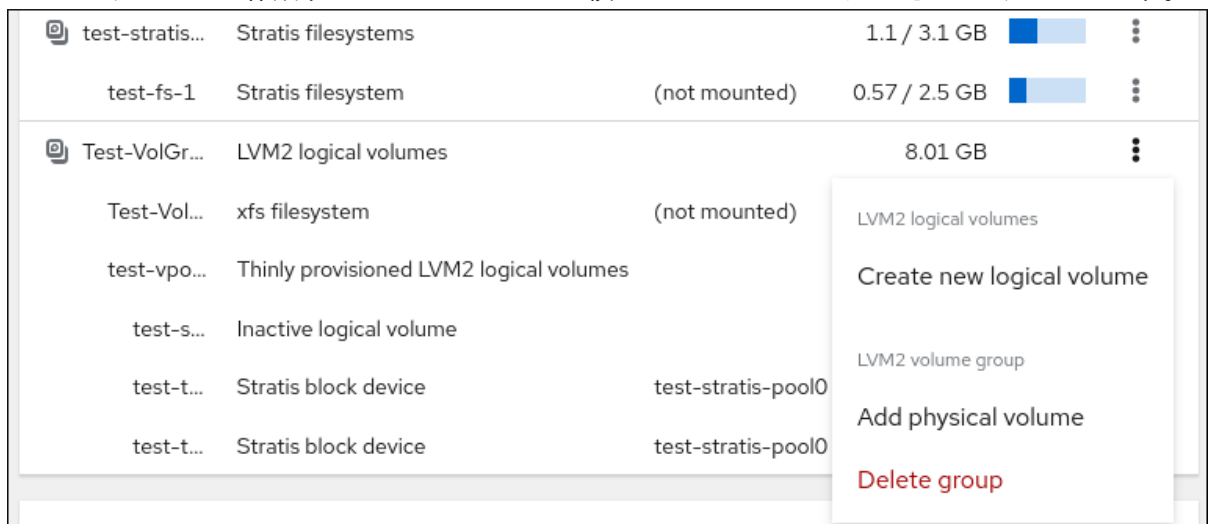 test-stratis... Stratis filesystems 1.1 / 3.1 GB
test-fs-1 Stratis filesystem (not mounted) 0.57 / 2.5 GB
Test-VolGr... LVM2 logical volumes 8.01 GB
Test-Vol... xfs filesystem (not mounted)
test-vpo... Thinly provisioned LVM2 logical volumes
test-s... Inactive logical volume
test-t... Stratis block device test-stratis-pool0
test-t... Stratis block device test-stratis-pool0
LVM2 logical volumes
Create new logical volume
LVM2 volume group
Add physical volume
Delete group